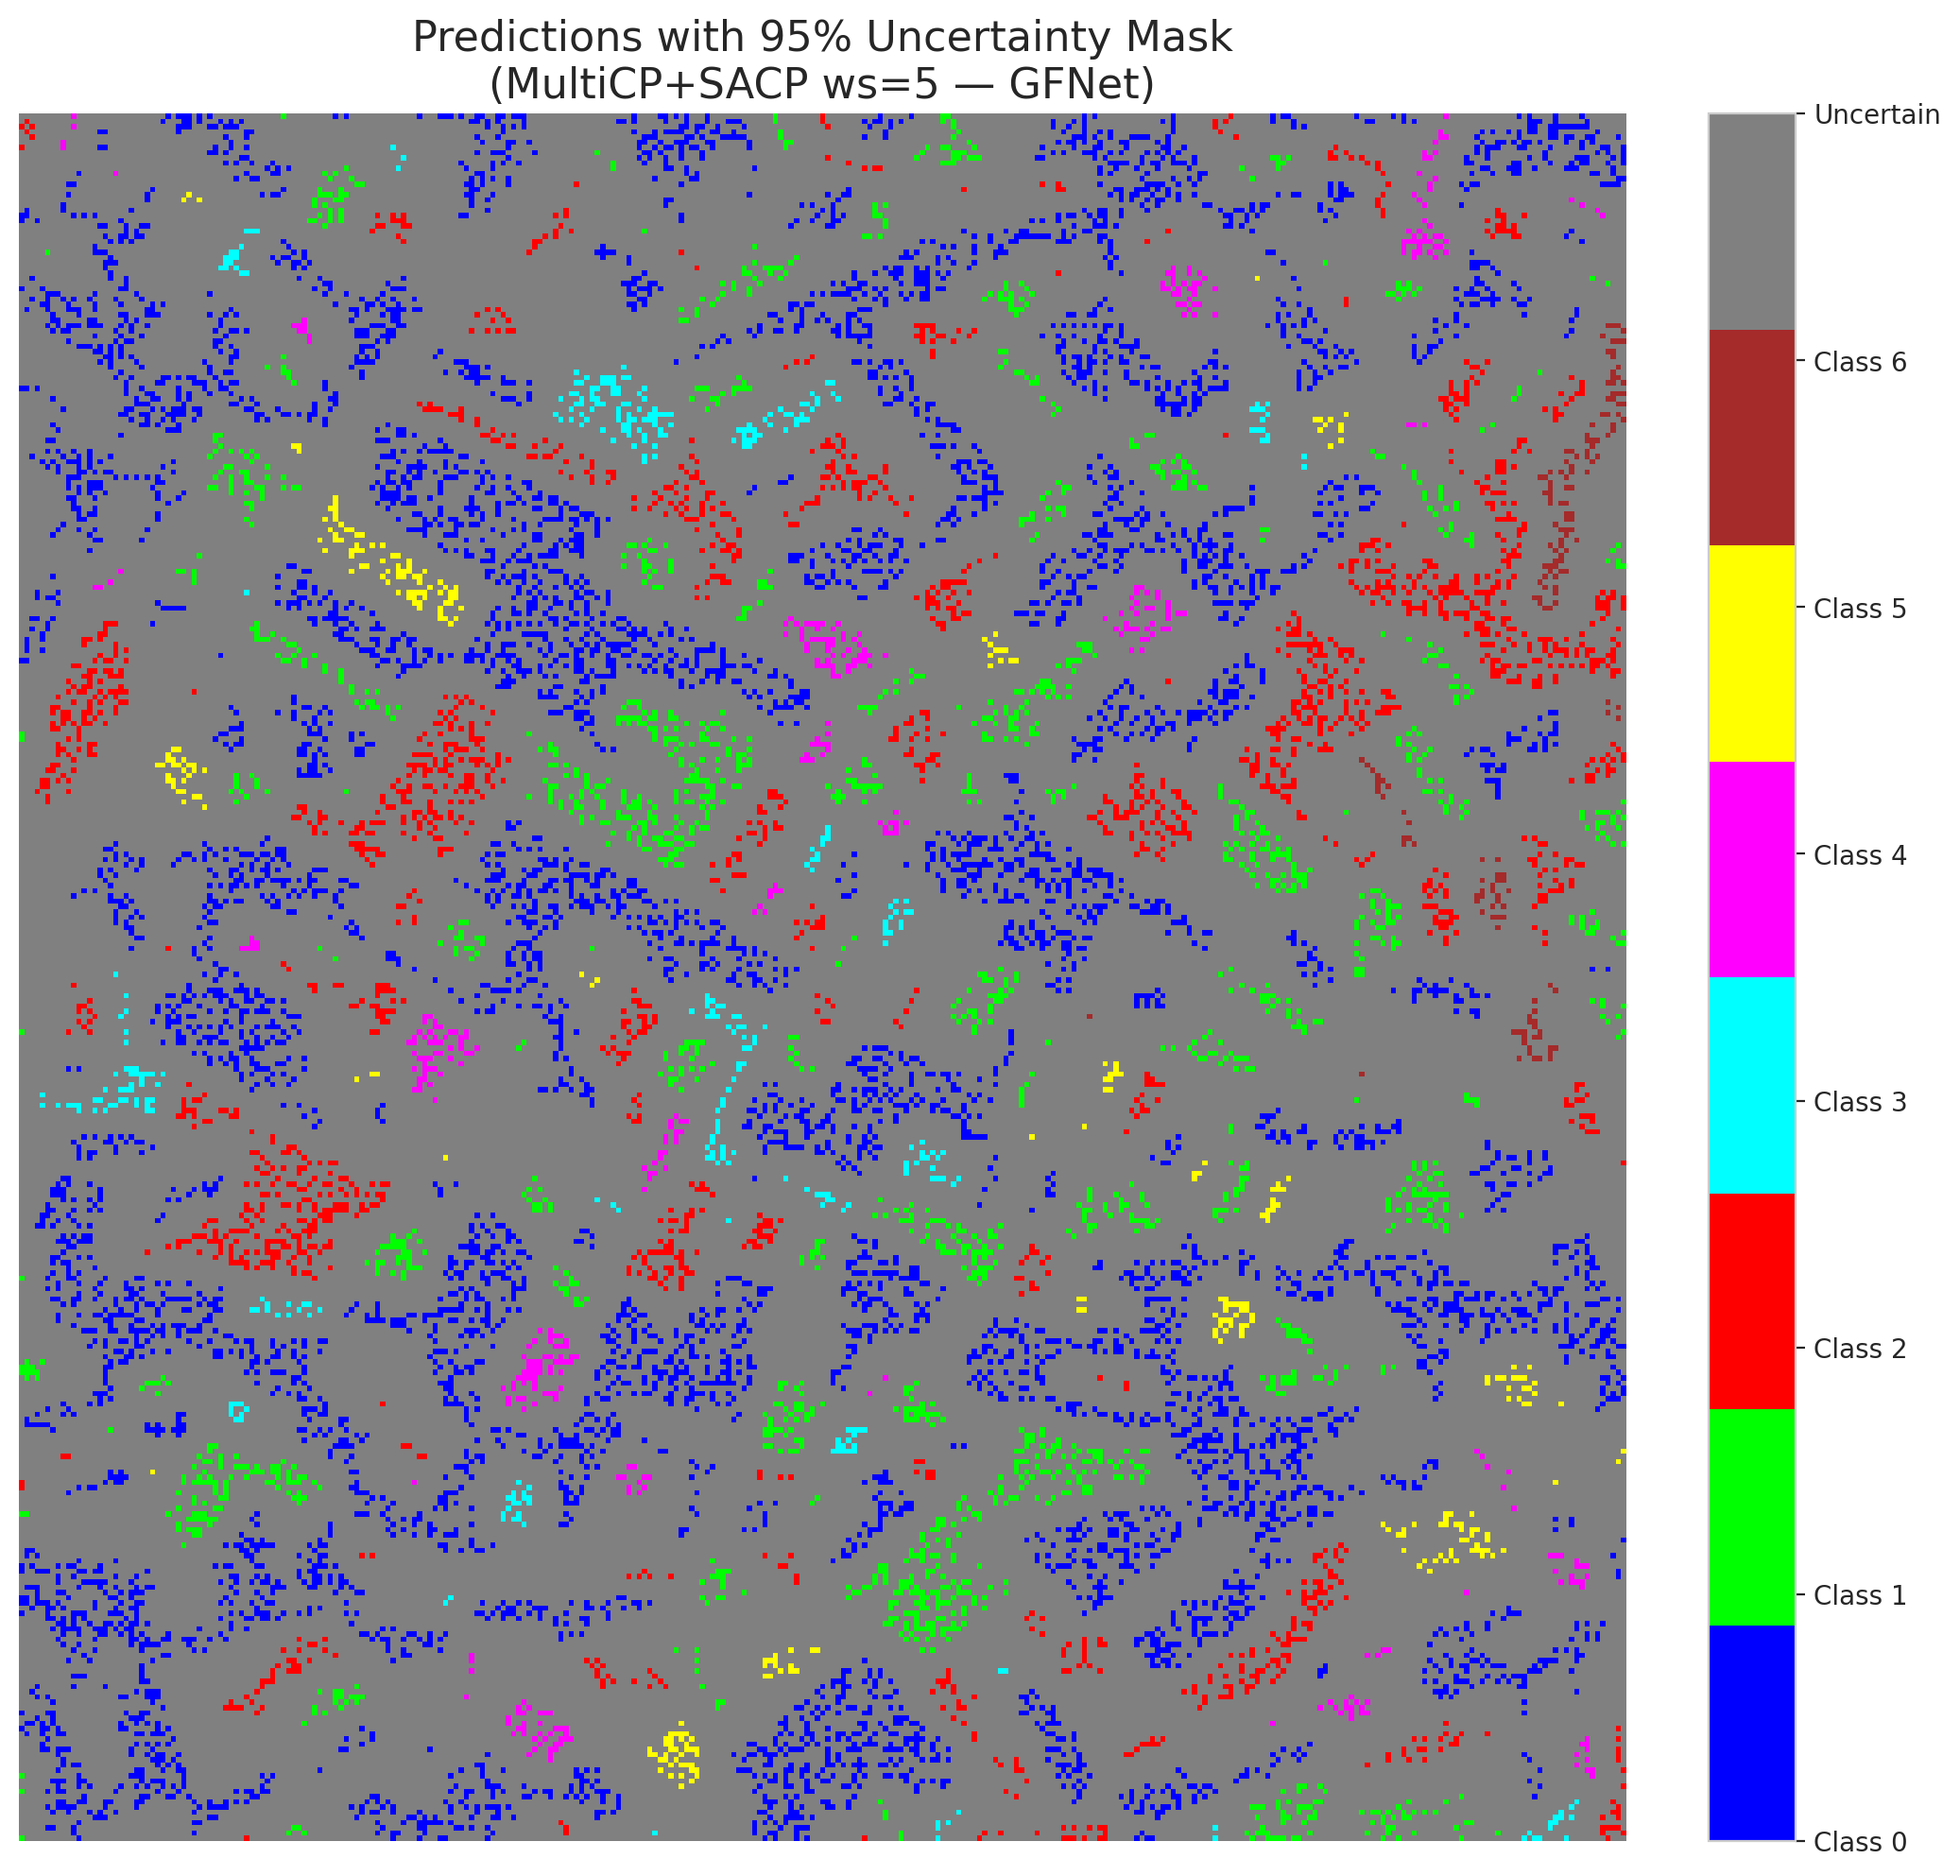 Predictions with 95% Uncertainty Mask
(MultiCP+SACP ws=5 — GFNet)
Uncertain
Class 6
Class 5
Class 4
Class 3
Class 2
Class 1
Class 0